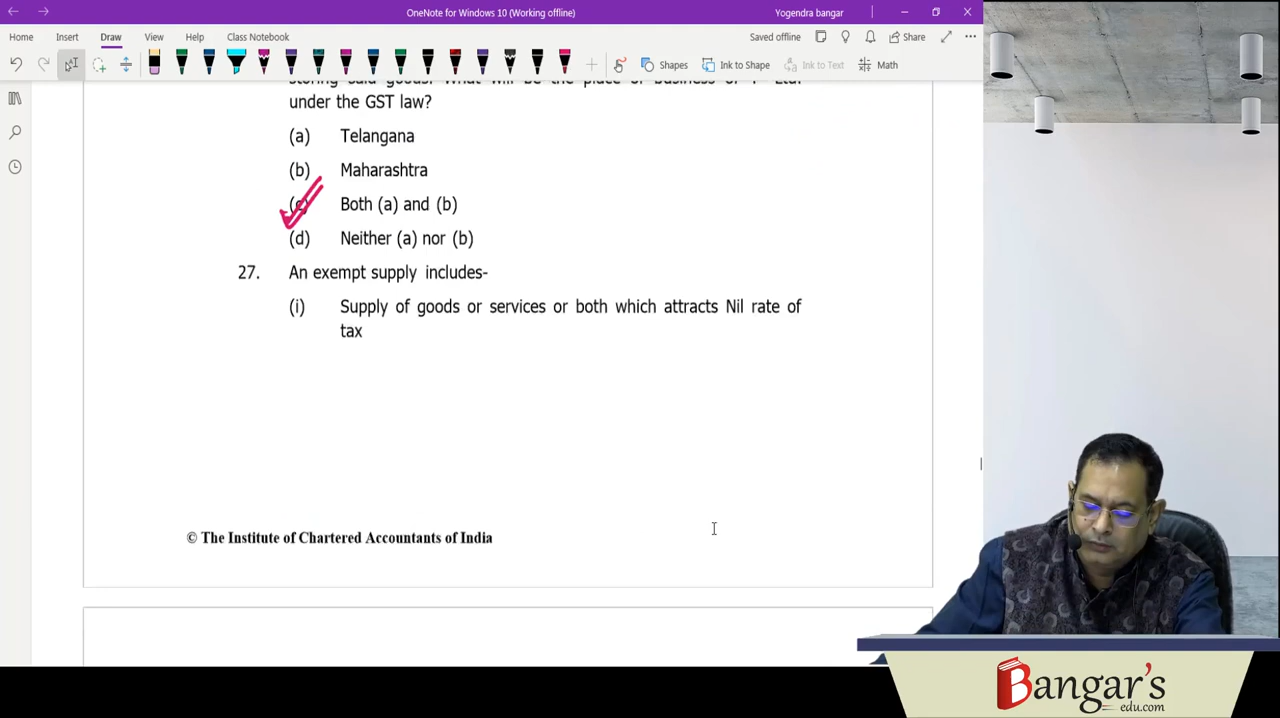 OneNote for Windows 10 (Working offline)
Yogendra bangar
Home Insert Draw View Help Class Notebook
Saved offline
Share
Shapes
Ink to Shape
Ink to Text
Math
under the GST law?
(a) Telangana
(b) Maharashtra
(c) Both (a) and (b)
(d) Neither (a) nor (b)
27. An exempt supply includes-
(i) Supply of goods or services or both which attracts Nil rate of
tax
© The Institute of Chartered Accountants of India
Bangar's
edu.com